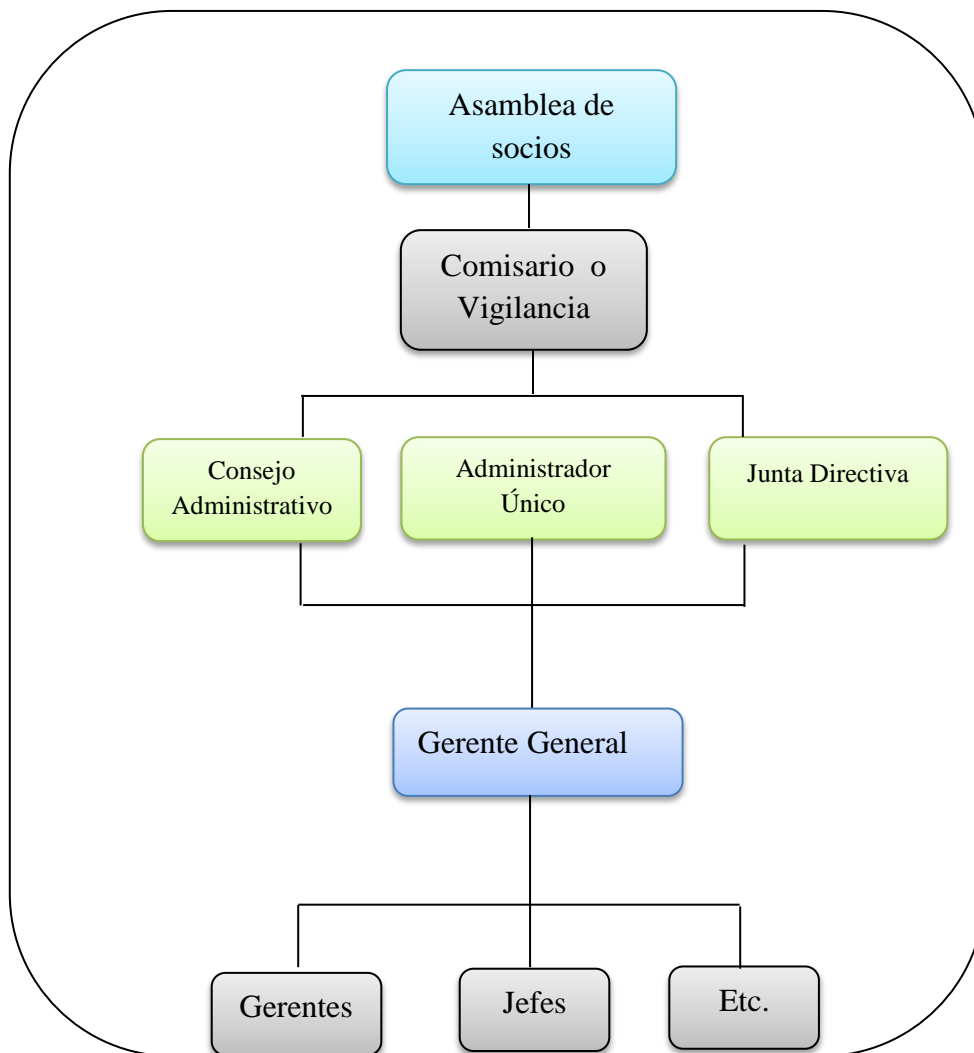 Asamblea de
socios
Comisario o
Vigilancia
Consejo
Administrativo
Administrador
Único
Junta Directiva
Gerente General
Gerentes
Jefes
Etc.